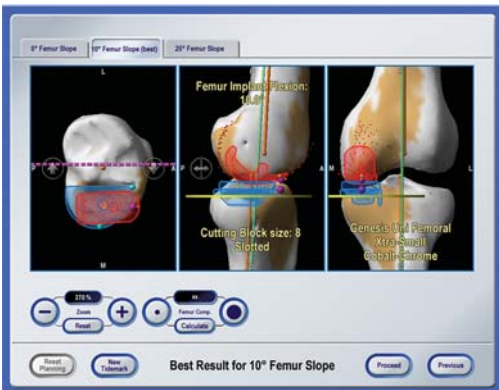 0° Femur Slope
10° Femur Slope (best)
20° Femur Slope
L
P
A
M
Femur Implant Flexion:
10.0°
P
A
Cutting Block size: 8
Slotted
M
L
Genesis Uni Femoral
Xtra-Small
Cobalt-Chrome
270 %
Zoom
Reset
Femur Comp.
Calculate
Reset
Planning
New
Tidemark
Best Result for 10° Femur Slope
Proceed
Previous